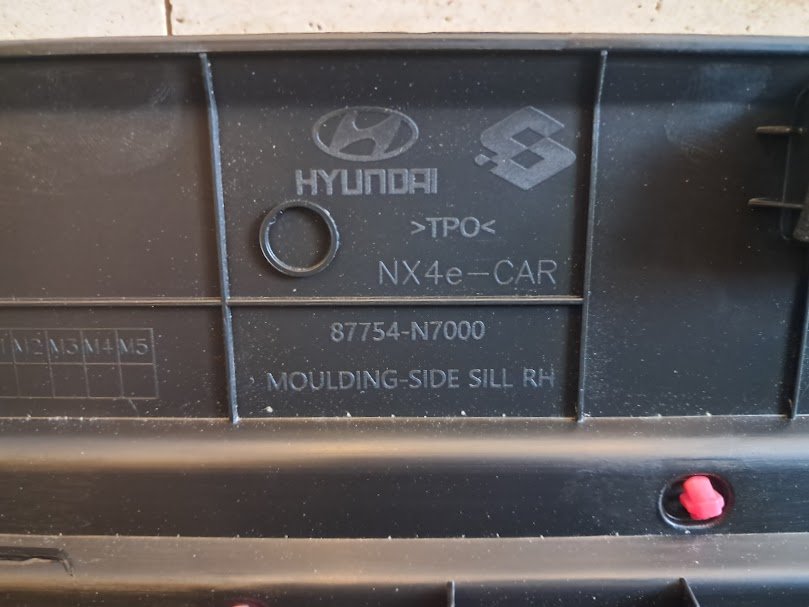 HYUNDAI
>TPO<
NX4e-CAR
87754-N7000
M2 M3 M4 M5
MOULDING-SIDE SILL RH